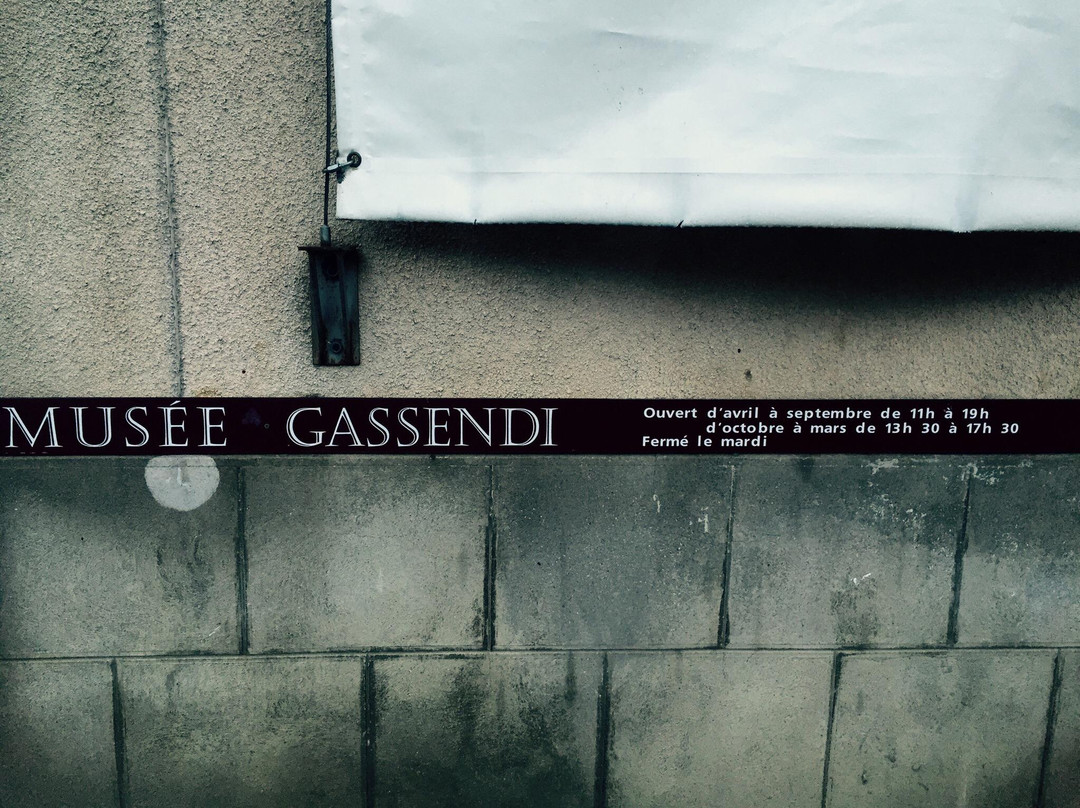 MUSÉE GASSENDI
Ouvert d'avril à septembre de 11h à 19h
d'octobre à mars de 13h 30 à 17h 30
Fermé le mardi